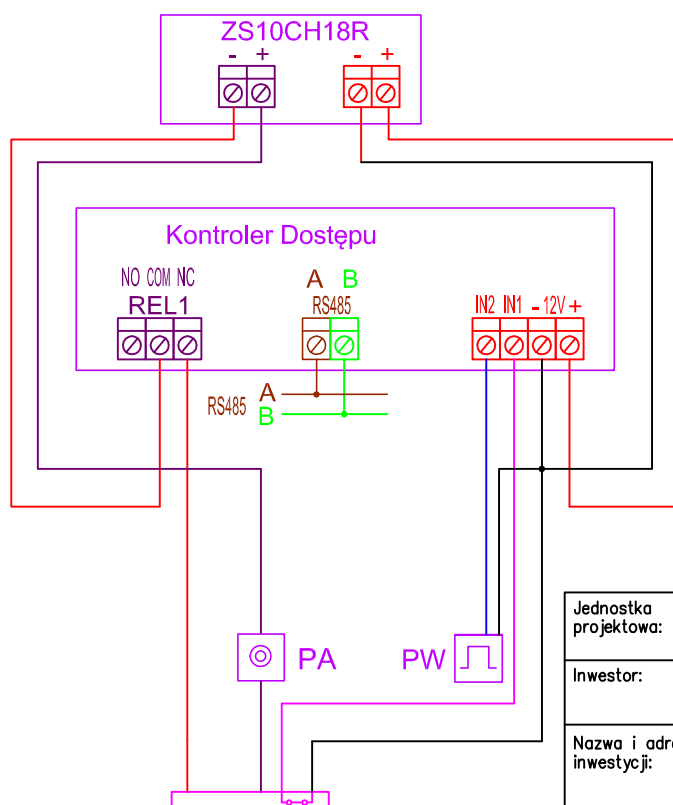 ZS10CH18R
- + - +
Kontroler Dostępu
NO COM NC
REL1
A B
RS485
IN2 IN1 - 12V +
RS485 A
B
PA
PW
Jednostka
projektowa:
Inwestor:
Nazwa i adre
inwestycji: